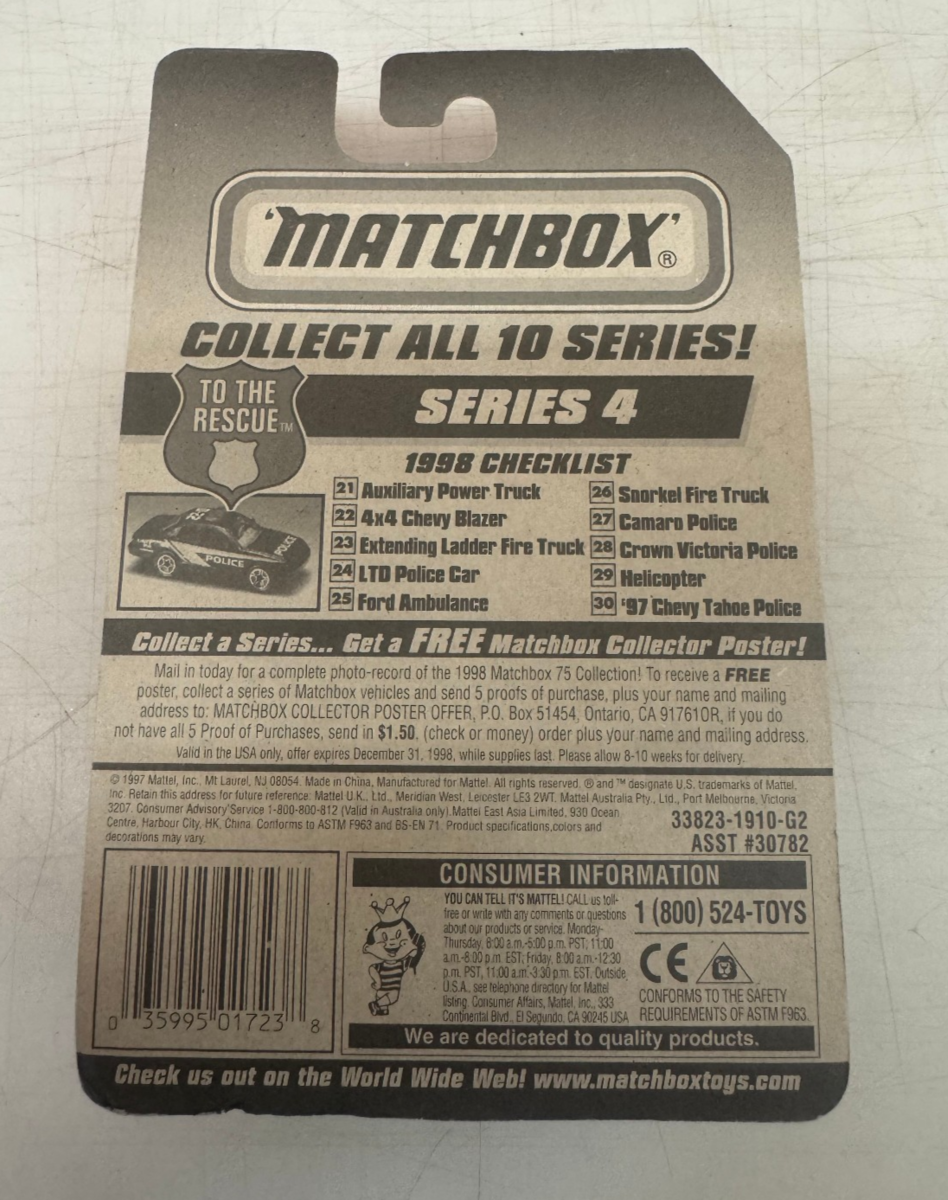 'MATCHBOX'®
COLLECT ALL 10 SERIES!
TO THE
RESCUE™
SERIES 4
1998 CHECKLIST
21 Auxiliary Power Truck
22 4x4 Chevy Blazer
23 Extending Ladder Fire Truck
24 LTD Police Car
25 Ford Ambulance
26 Snorkel Fire Truck
27 Camaro Police
28 Crown Victoria Police
29 Helicopter
30 '97 Chevy Tahoe Police
POLICE
POLICE
Collect a Series... Get a FREE Matchbox Collector Poster!
Mail in today for a complete photo-record of the 1998 Matchbox 75 Collection! To receive a FREE
poster, collect a series of Matchbox vehicles and send 5 proofs of purchase, plus your name and mailing
address to: MATCHBOX COLLECTOR POSTER OFFER, P.O. Box 51454, Ontario, CA 917610R, if you do
not have all 5 Proof of Purchases, send in $1.50. (check or money) order plus your name and mailing address.
Valid in the USA only, offer expires December 31, 1998, while supplies last. Please allow 8-10 weeks for delivery.
© 1997 Mattel, Inc., Mt Laurel, NJ 08054. Made in China, Manufactured for Mattel. All rights reserved. ® and ™ designate U.S. trademarks of Mattel,
Inc. Retain this address for future reference: Mattel U.K., Ltd., Meridian West, Leicester LE3 2WT. Mattel Australia Pty., Ltd., Port Melbourne, Victoria
3207. Consumer Advisory Service 1-800-800-812 (Valid in Australia only). Mattel East Asia Limited, 930 Ocean
Centre, Harbour City, HK, China. Conforms to ASTM F963 and BS-EN 71. Product specifications, colors and
decorations may vary.
33823-1910-G2
ASST #30782
0 35995 01723 8
CONSUMER INFORMATION
YOU CAN TELL IT'S MATTEL! CALL us toll-
free or write with any comments or questions
about our products or service. Monday-
Thursday, 8:00 a.m.-5:00 p.m. PST, 11:00
a.m.-8:00 p.m. EST; Friday, 8:00 a.m.-12:30
p.m. PST, 11:00 a.m.-3:30 p.m. EST. Outside
U.S.A., see telephone directory for Mattel
listing. Consumer Affairs, Mattel, Inc., 333
Continental Blvd., El Segundo, CA 90245 USA
1 (800) 524-TOYS
CE
CONFORMS TO THE SAFETY
REQUIREMENTS OF ASTM F963.
We are dedicated to quality products.
Check us out on the World Wide Web! www.matchboxtoys.com